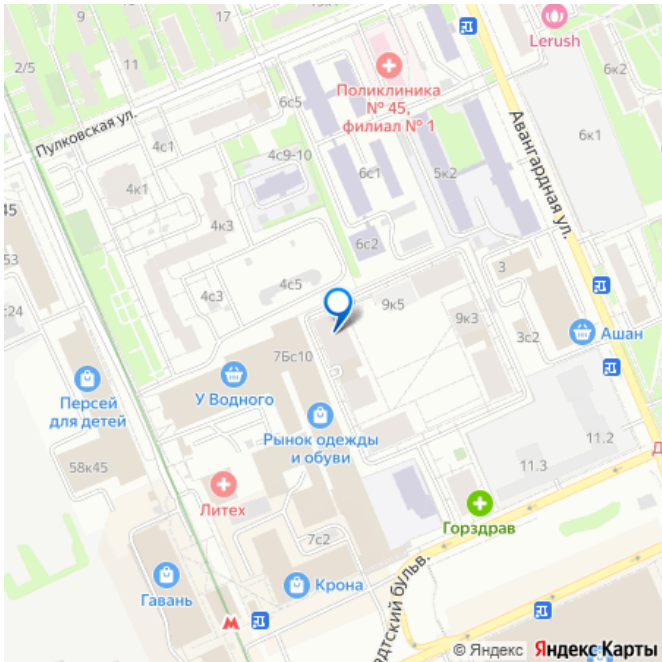 9
11
2/5
Пулковская ул.
4с1
4к1
4к3
4с3
4с9-10
4с5
6с5
Поликлиника
№ 45,
филиал № 1
6с1
5к2
6с2
Lerush
6к2
6к1
Авангардная ул.
45
53
с24
3
9к5
9к3
3с2
Ашан
7Бс10
У Водного
Персей
для детей
Рынок одежды
и обуви
58к45
11.2
11.3
Литех
Горздрав
7с2
Крона
Гавань
дтский бульв.
© Яндекс
Яндекс Карты